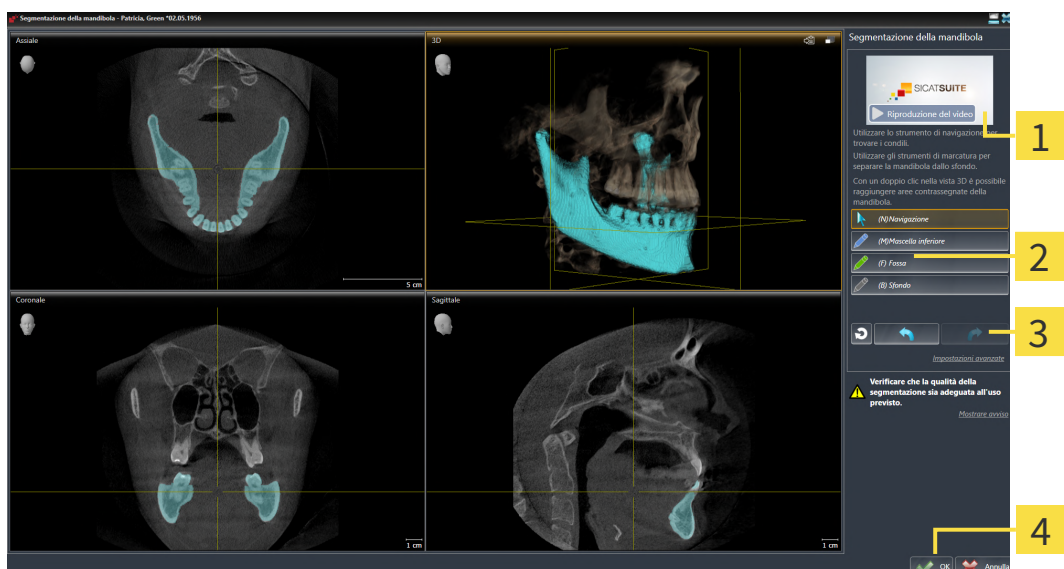 Segmentazione della mandibola - Patricia, Green *02.05.1956
Assiale
5 cm
3D
Coronale
1 cm
Sagittale
1 cm
Segmentazione della mandibola
SICATSUITE
Riproduzione del video
Utilizzare lo strumento di navigazione per
trovare i condili.
Utilizzare gli strumenti di marcatura per
separare la mandibola dallo sfondo.
Con un doppio clic nella vista 3D è possibile
raggiungere aree contrassegnate della
mandibola.
(N)Navigazione
(M)Mascella inferiore
(F) Fossa
(B) Sfondo
Impostazioni avanzate
Verificare che la qualità della
segmentazione sia adeguata all'uso
previsto.
Mostrare avviso
OK
Annulla
1
2
3
4